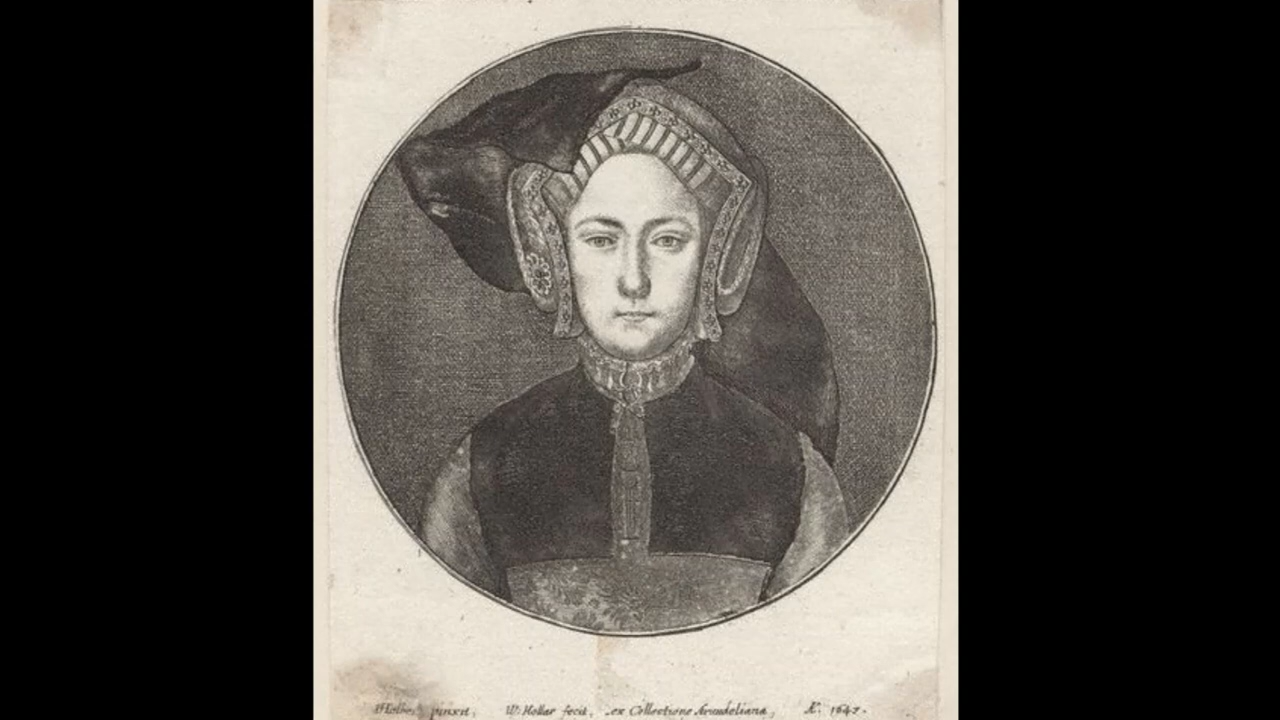 pinxit, W: Hollar fecit, ex Collectione Arundeliana, Æ. 1647.